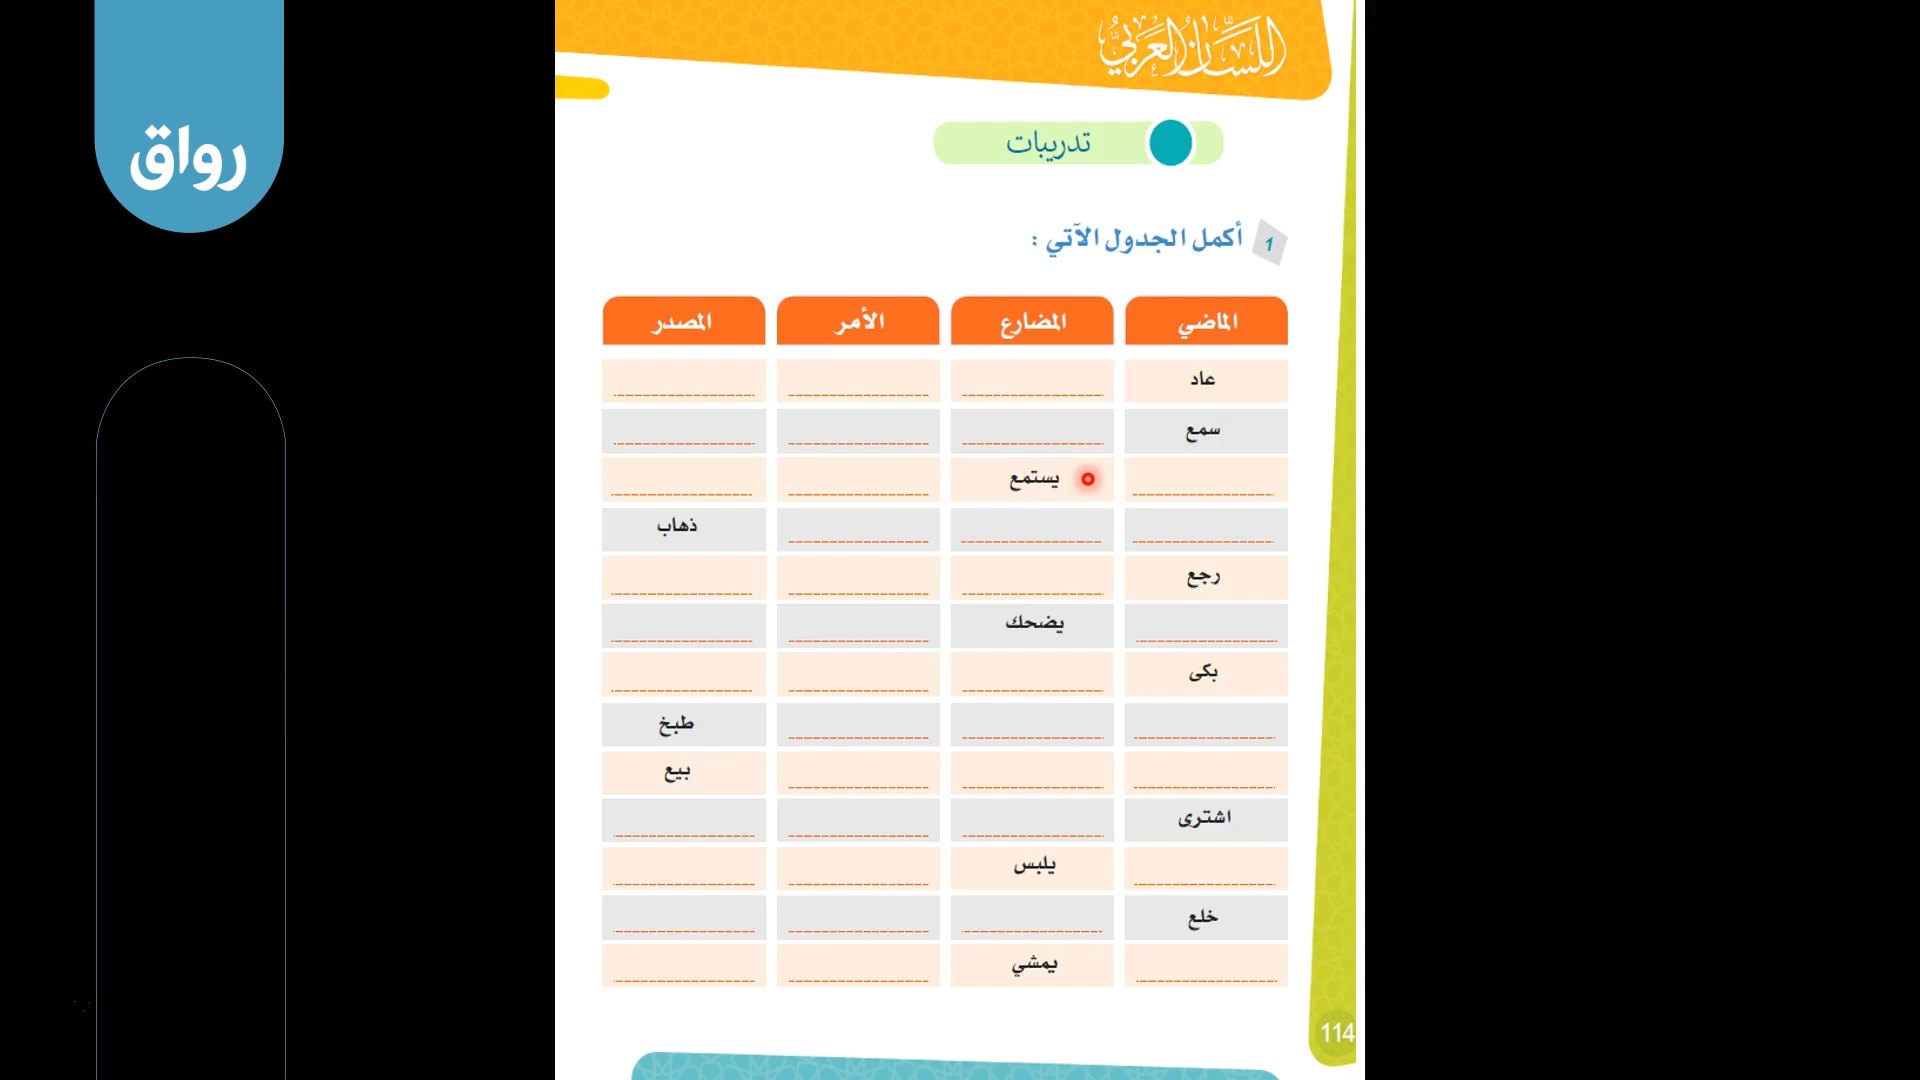 رواق
اللسان العربي
تدريبات
1 أكمل الجدول الآتي :
الماضي المضارع الأمر المصدر
عاد
سمع
يستمع
ذهاب
رجع
يضحك
بكى
طبخ
بيع
اشترى
يلبس
خلع
يمشي
114